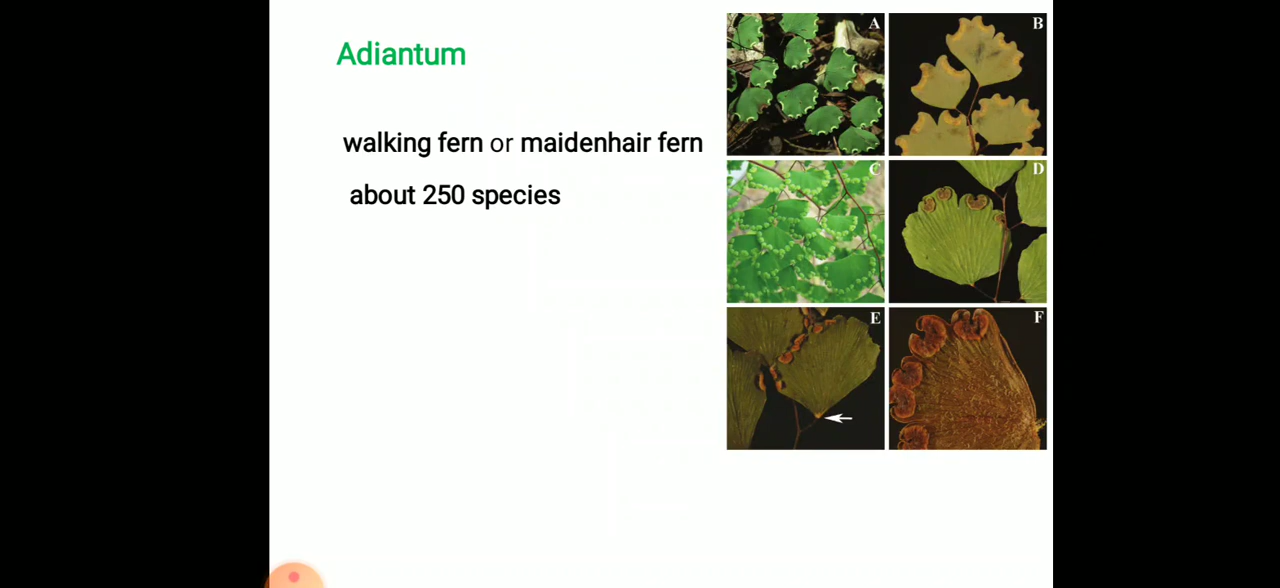 Adiantum
walking fern or maidenhair fern
about 250 species
A
B
C
D
E
F